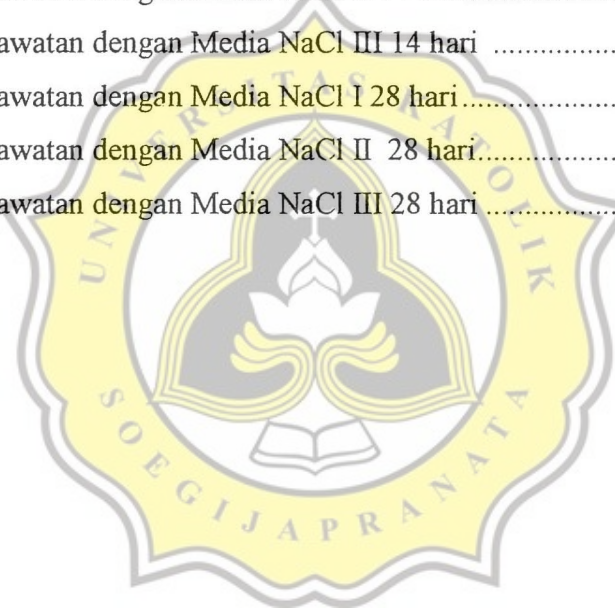 awatan dengan Media NaCl III 14 hari ..................
awatan dengan Media NaCl I 28 hari.....................
awatan dengan Media NaCl II  28 hari..................
awatan dengan Media NaCl III 28 hari .................
UNIVERSITAS KATOLIK
SOEGIJAPRANATA